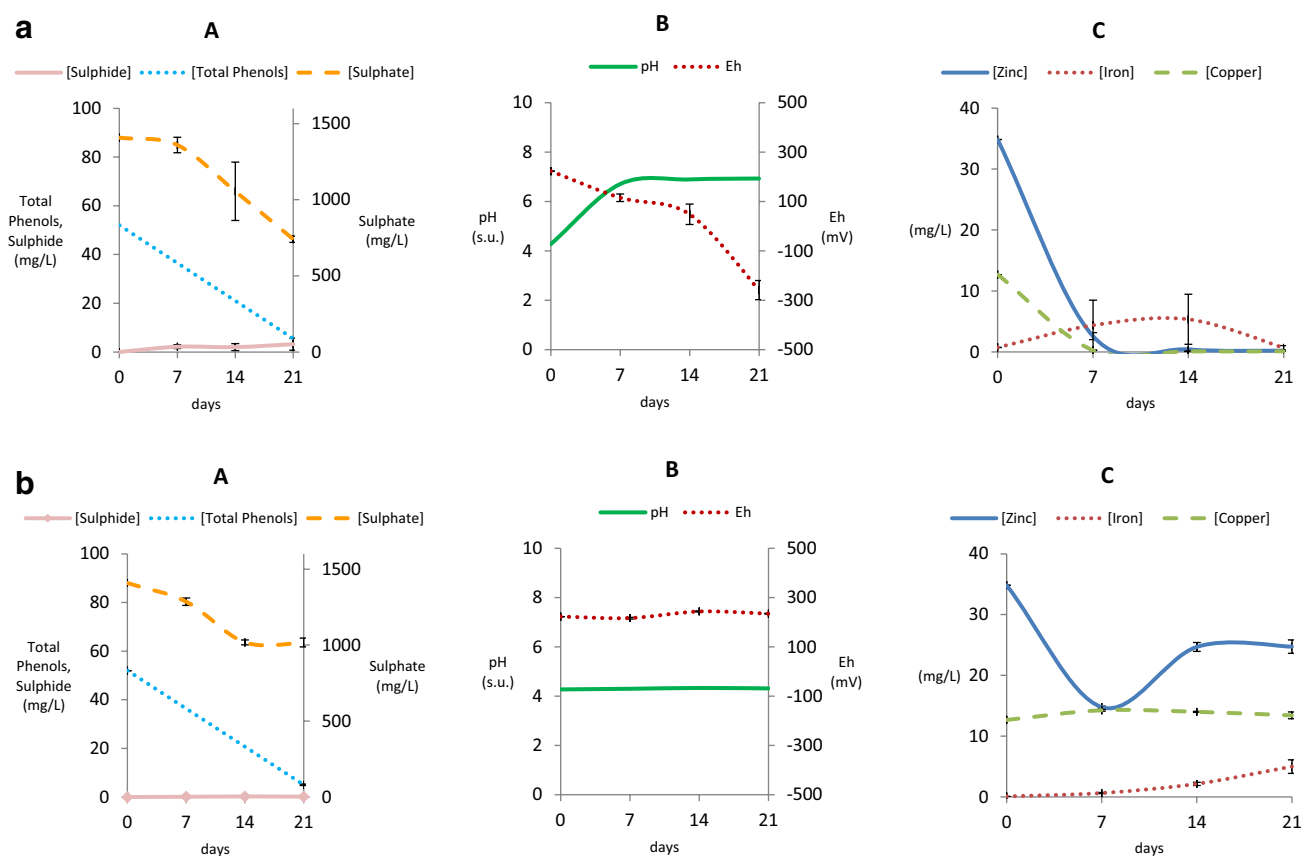 a
A
[Sulphide] [Total Phenols] [Sulphate]
100
80
60
40
20
0
Total
Phenols,
Sulphide
(mg/L)
1500
1000
500
0
Sulphate
(mg/L)
0 7 14 21
days
B
pH Eh
10
8
6
4
2
0
pH
(s.u.)
500
300
100
-100
-300
-500
Eh
(mV)
0 7 14 21
days
C
[Zinc] [Iron] [Copper]
40
30
20
10
0
(mg/L)
0 7 14 21
days
b
A
[Sulphide] [Total Phenols] [Sulphate]
100
80
60
40
20
0
Total
Phenols,
Sulphide
(mg/L)
1500
1000
500
0
Sulphate
(mg/L)
0 7 14 21
days
B
pH Eh
10
8
6
4
2
0
pH
(s.u.)
500
300
100
-100
-300
-500
Eh
(mV)
0 7 14 21
days
C
[Zinc] [Iron] [Copper]
40
30
20
10
0
(mg/L)
0 7 14 21
days